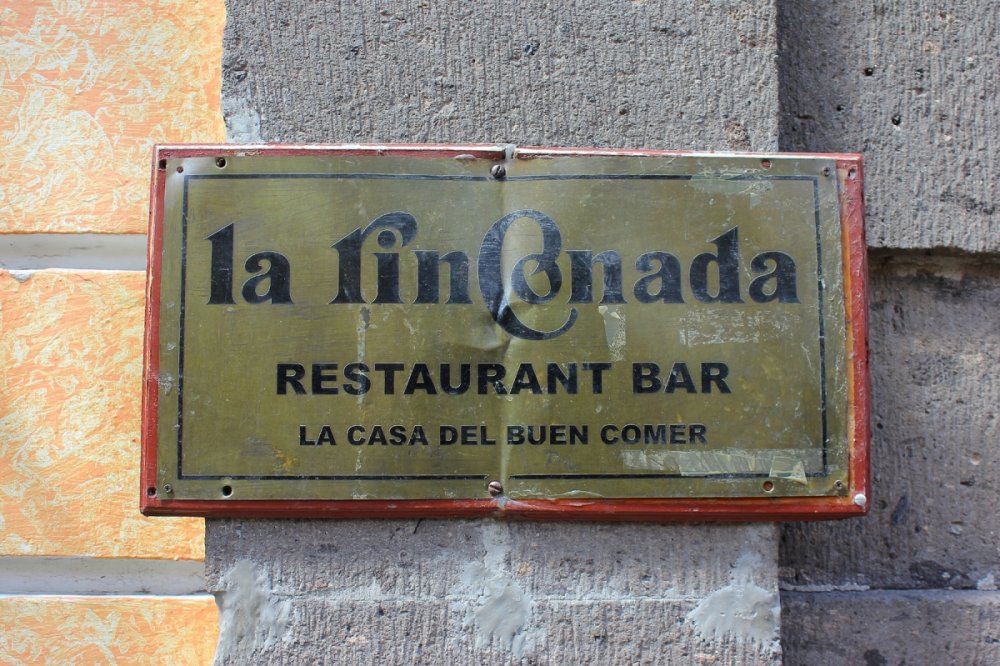 la rinconada
RESTAURANT BAR
LA CASA DEL BUEN COMER